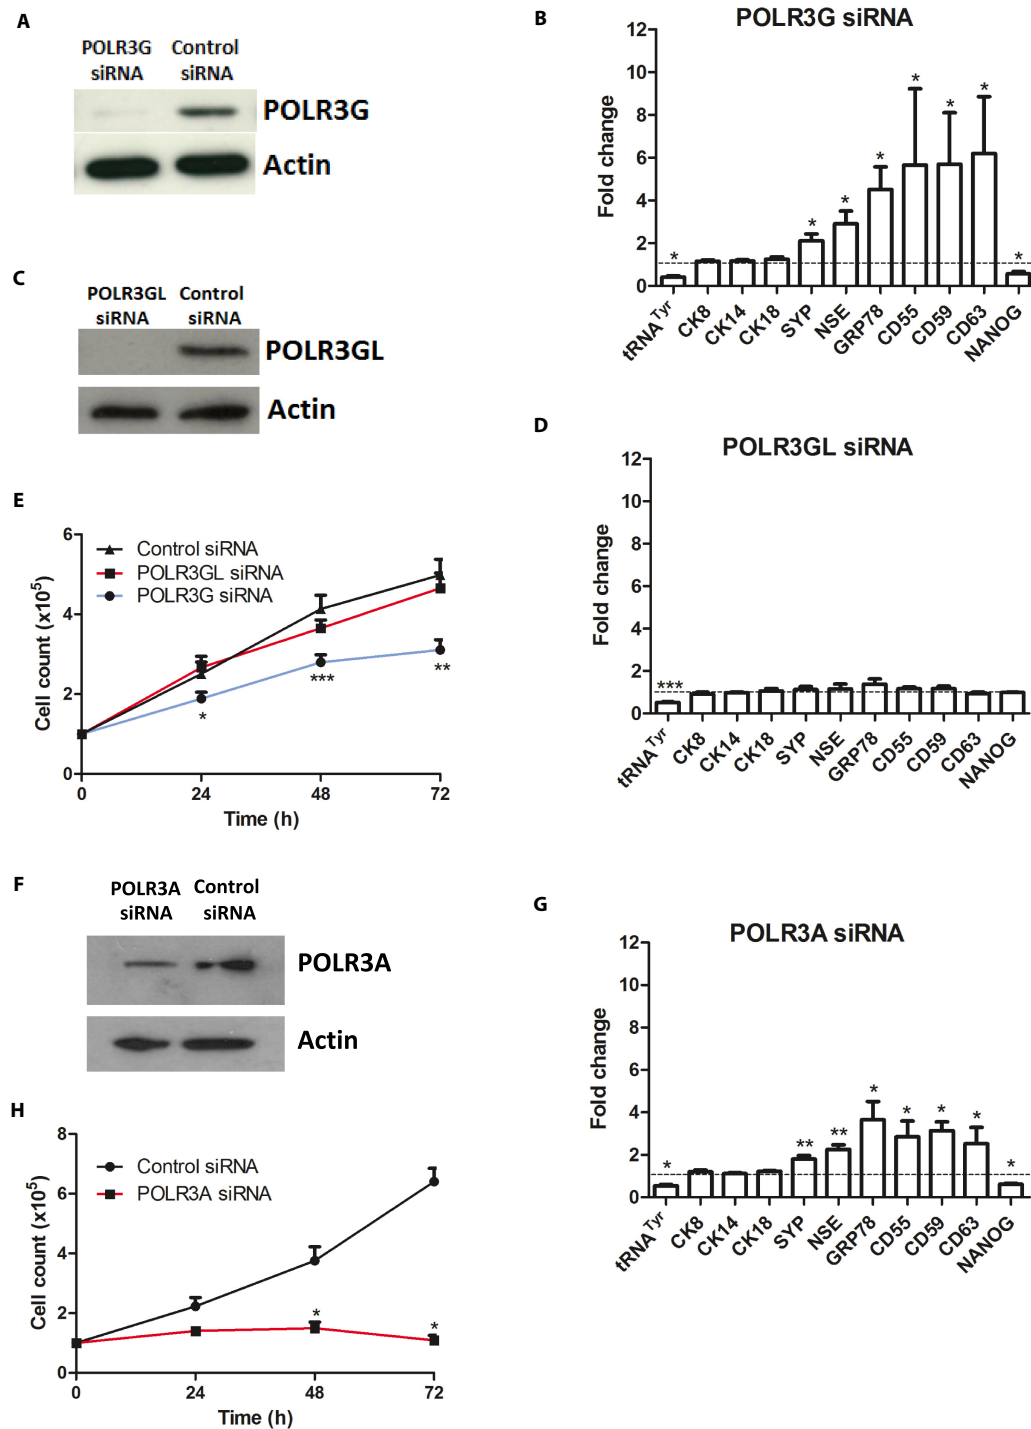 A
POLR3G Control
siRNA siRNA
POLR3G
Actin
B
POLR3G siRNA
Fold change
12
10
8
6
4
2
0
* * * * * * * *
tRNATyr CK8 CK14 CK18 SYP NSE GRP78 CD55 CD59 CD63 NANOG
C
POLR3GL Control
siRNA siRNA
POLR3GL
Actin
D
POLR3GL siRNA
Fold change
12
10
8
6
4
2
0
***
tRNATyr CK8 CK14 CK18 SYP NSE GRP78 CD55 CD59 CD63 NANOG
E
Control siRNA
POLR3GL siRNA
POLR3G siRNA
Cell count (x105)
6
4
2
0
* *** **
0 24 48 72
Time (h)
F
POLR3A Control
siRNA siRNA
POLR3A
Actin
G
POLR3A siRNA
Fold change
12
10
8
6
4
2
0
* ** ** * * * * *
tRNATyr CK8 CK14 CK18 SYP NSE GRP78 CD55 CD59 CD63 NANOG
H
Control siRNA
POLR3A siRNA
Cell count (x105)
8
6
4
2
0
* *
0 24 48 72
Time (h)